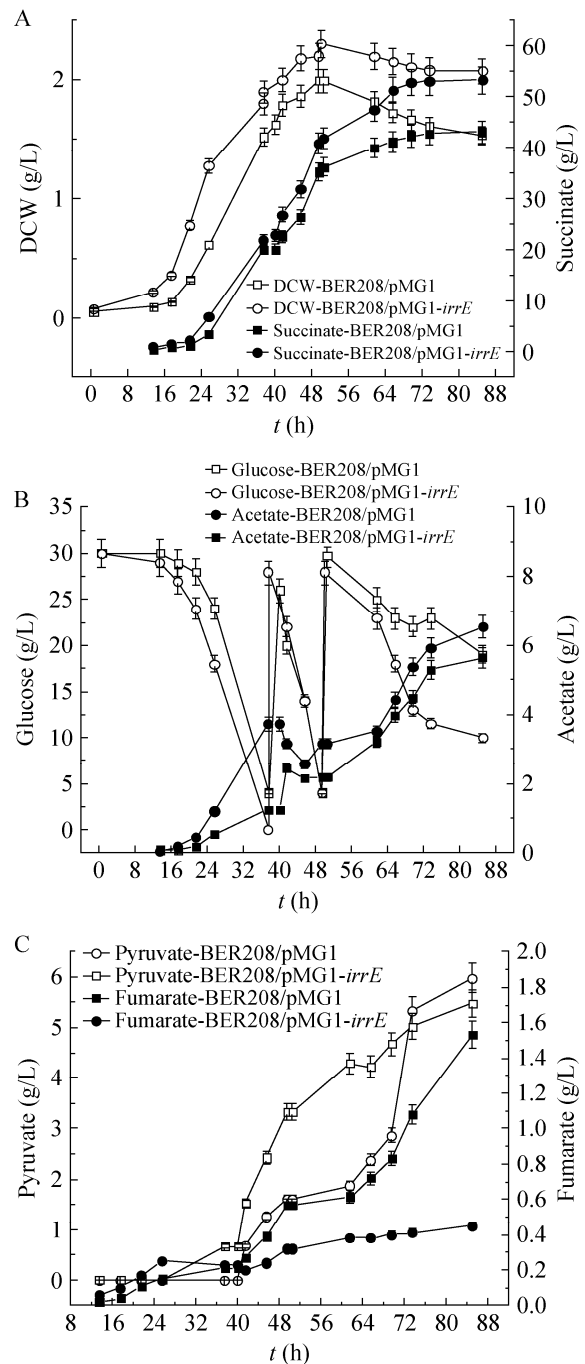 A
DCW (g/L)
2
1
0
60
50
40
30
20
10
0
Succinate (g/L)
DCW-BER208/pMG1
DCW-BER208/pMG1-irrE
Succinate-BER208/pMG1
Succinate-BER208/pMG1-irrE
0 8 16 24 32 40 48 56 64 72 80 88
t (h)
B
Glucose-BER208/pMG1
Glucose-BER208/pMG1-irrE
Acetate-BER208/pMG1
Acetate-BER208/pMG1-irrE
Glucose g/L)
35
30
25
20
15
10
5
0
10
8
6
4
2
0
Acetate (g/L)
0 8 16 26 32 40 48 56 64 72 80 88
t (h)
C
Pyruvate-BER208/pMG1
Pyruvate-BER208/pMG1-irrE
Fumarate-BER208/pMG1
Fumarate-BER208/pMG1-irrE
Pyruvate (g/L)
6
5
4
3
2
1
0
2.0
1.8
1.6
1.4
1.2
1.0
0.8
0.6
0.4
0.2
0.0
Fumarate (g/L)
8 16 24 32 40 48 56 64 72 80 88
t (h)